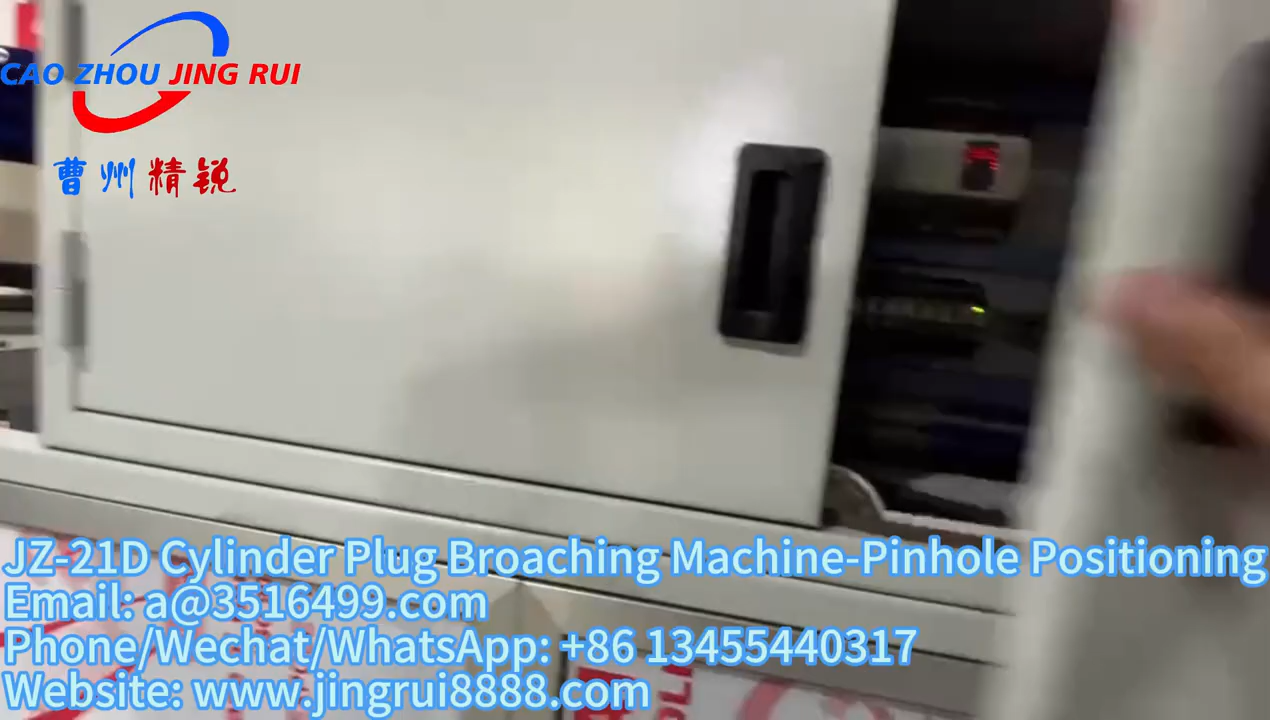 CAO ZHOU JING RUI
曹州精锐
JZ-21D Cylinder Plug Broaching Machine-Pinhole Positioning
Email: a@3516499.com
Phone/Wechat/WhatsApp: +86 13455440317
Website: www.jingrui8888.com